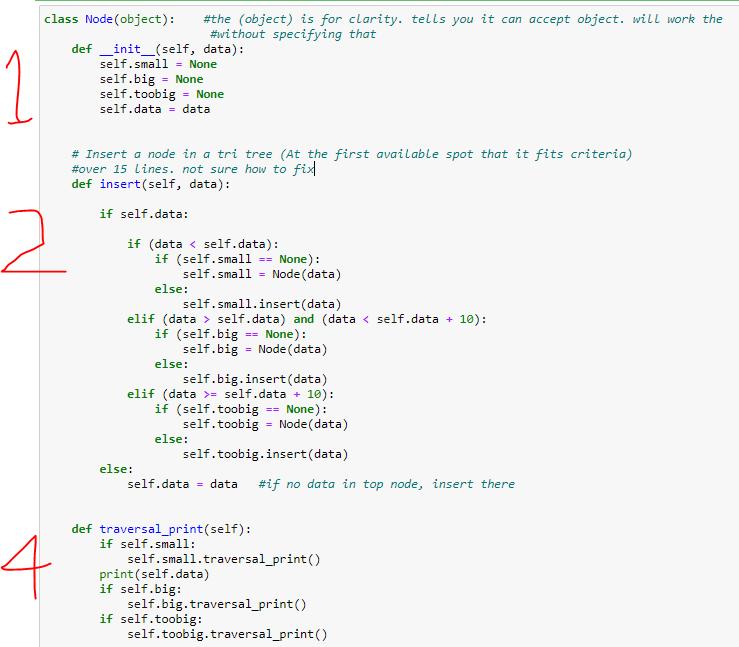 class Node(object):    #the (object) is for clarity. tells you it can accept object. will work the
                       #without specifying that
1
    def __init__(self, data):
        self.small = None
        self.big = None
        self.toobig = None
        self.data = data
    # Insert a node in a tri tree (At the first available spot that it fits criteria)
    #over 15 lines. not sure how to fix
    def insert(self, data):
2
        if self.data:
            if (data < self.data):
                if (self.small == None):
                    self.small = Node(data)
                else:
                    self.small.insert(data)
            elif (data > self.data) and (data < self.data + 10):
                if (self.big == None):
                    self.big = Node(data)
                else:
                    self.big.insert(data)
            elif (data >= self.data + 10):
                if (self.toobig == None):
                    self.toobig = Node(data)
                else:
                    self.toobig.insert(data)
        else:
            self.data = data   #if no data in top node, insert there
4
    def traversal_print(self):
        if self.small:
            self.small.traversal_print()
        print(self.data)
        if self.big:
            self.big.traversal_print()
        if self.toobig:
            self.toobig.traversal_print()